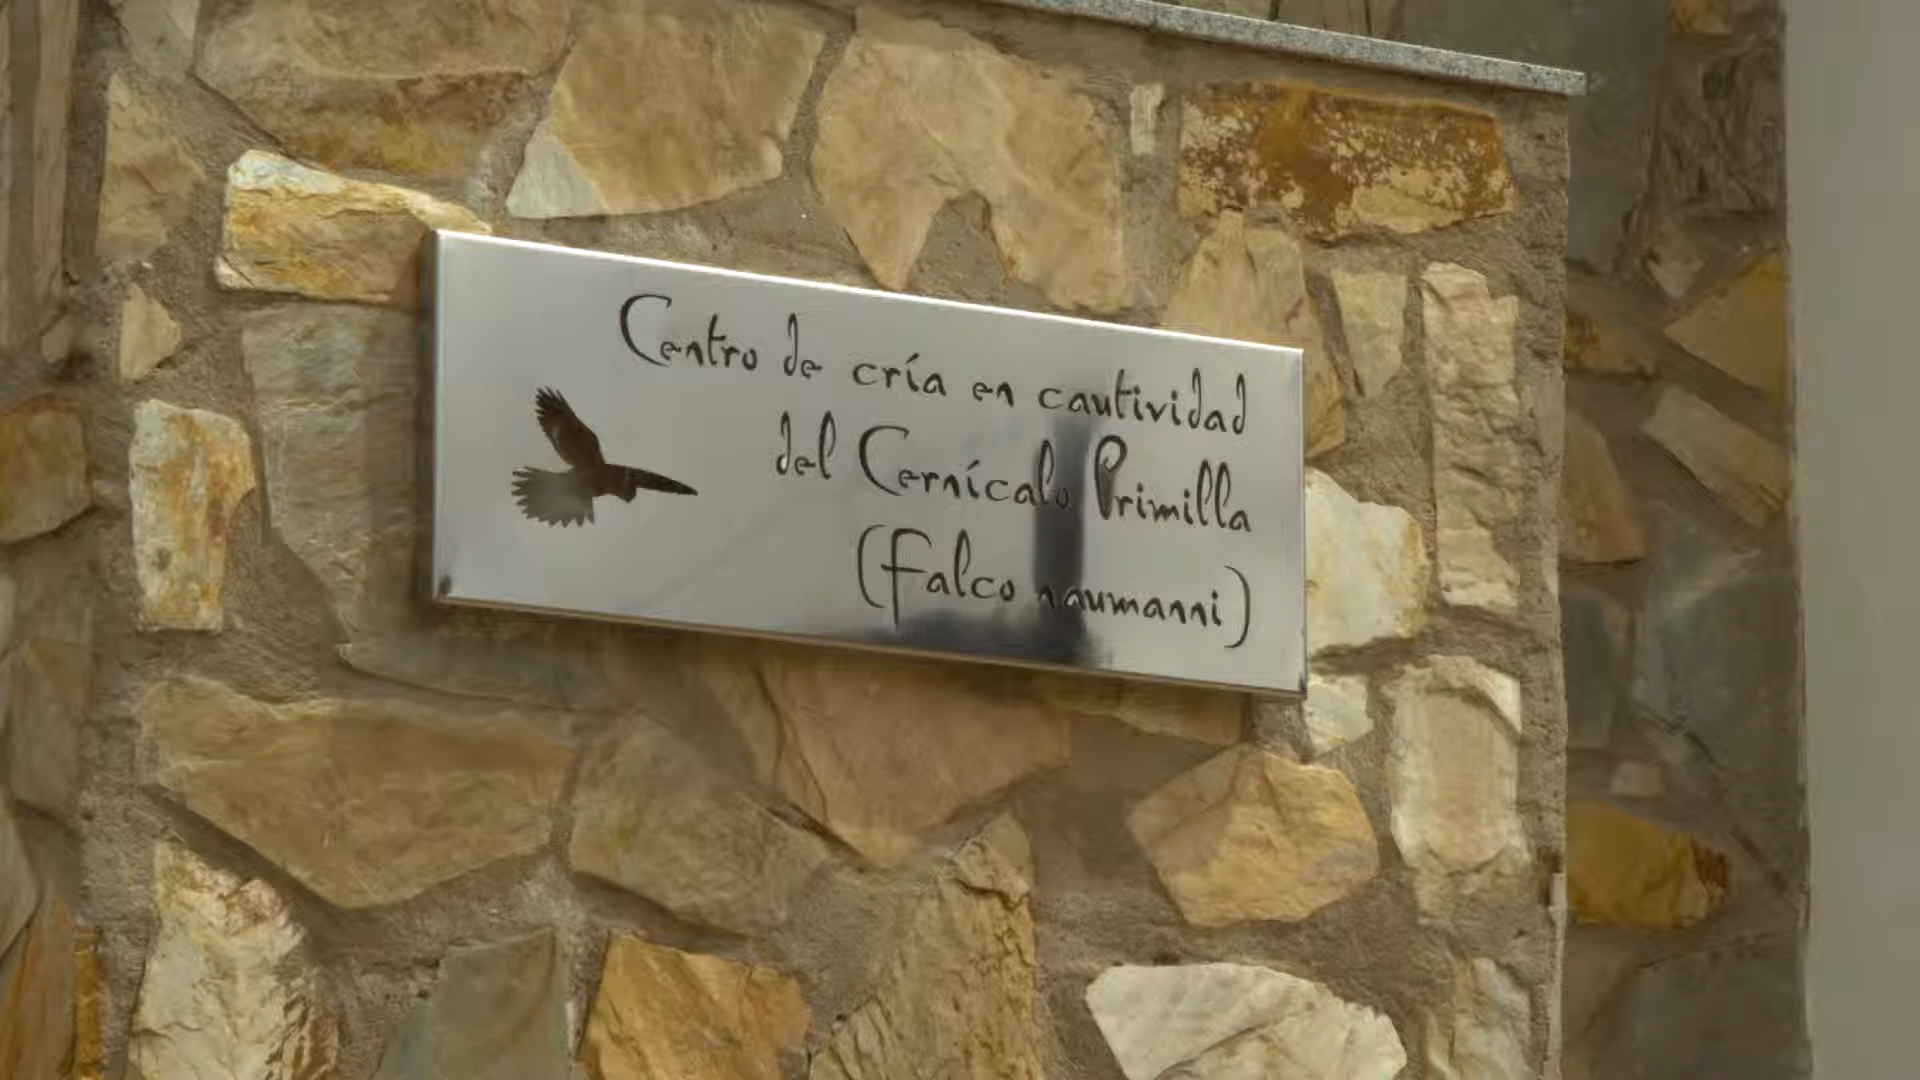 Centro de cría en cautividad
del Cernícalo Primilla
(Falco naumanni)